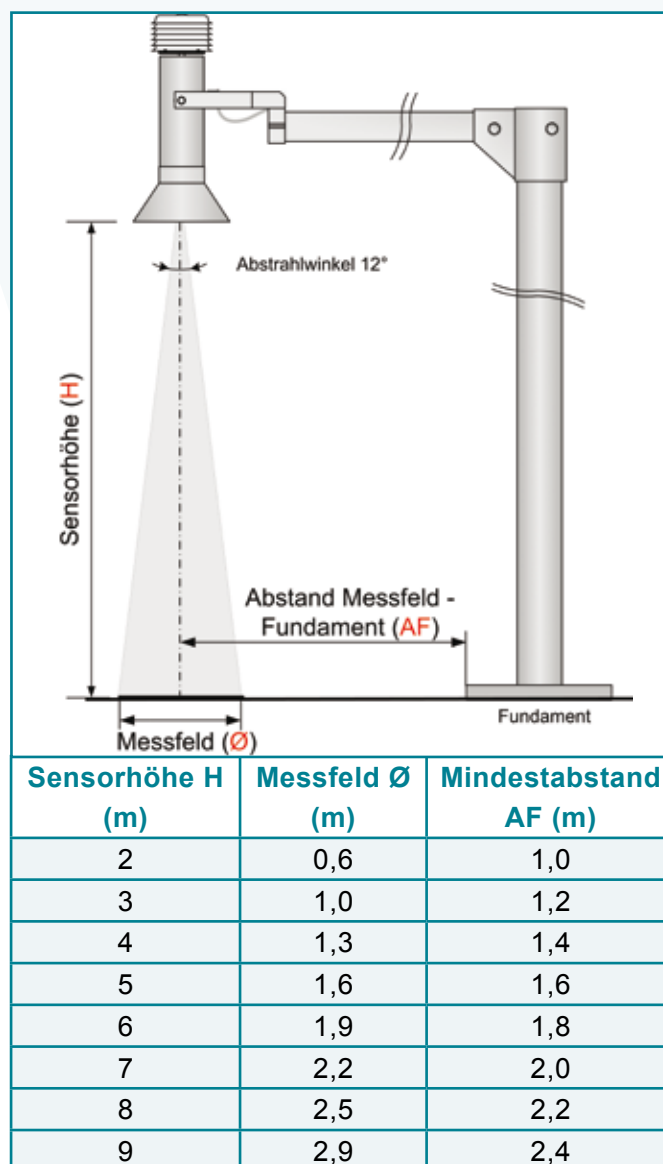 Abstrahlwinkel 12°
Sensorhöhe (H)
Abstand Messfeld -
Fundament (AF)
Fundament
Messfeld (Ø)
Sensorhöhe H (m) Messfeld Ø (m) Mindestabstand AF (m)
2 0,6 1,0
3 1,0 1,2
4 1,3 1,4
5 1,6 1,6
6 1,9 1,8
7 2,2 2,0
8 2,5 2,2
9 2,9 2,4